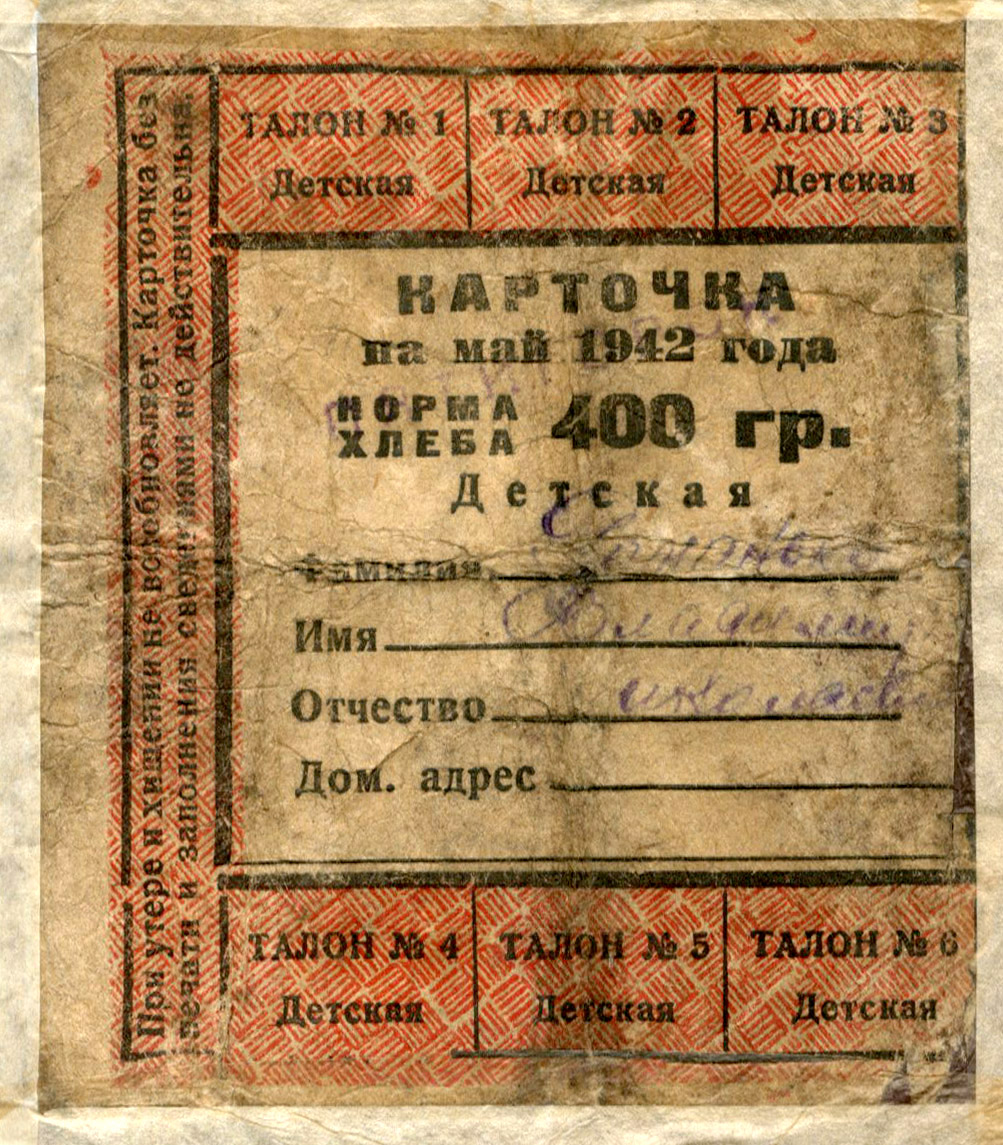 При утере и хищении не возобновляет. Карточка без
печати и заполнения сведениями не действительна.
ТАЛОН № 1
Детская
ТАЛОН № 2
Детская
ТАЛОН № 3
Детская
КАРТОЧКА
на май 1942 года
НОРМА
ХЛЕБА
400 гр.
Детская
Фамилия
Имя Владимир
Отчество
Дом. адрес
ТАЛОН № 4
Детская
ТАЛОН № 5
Детская
ТАЛОН № 6
Детская